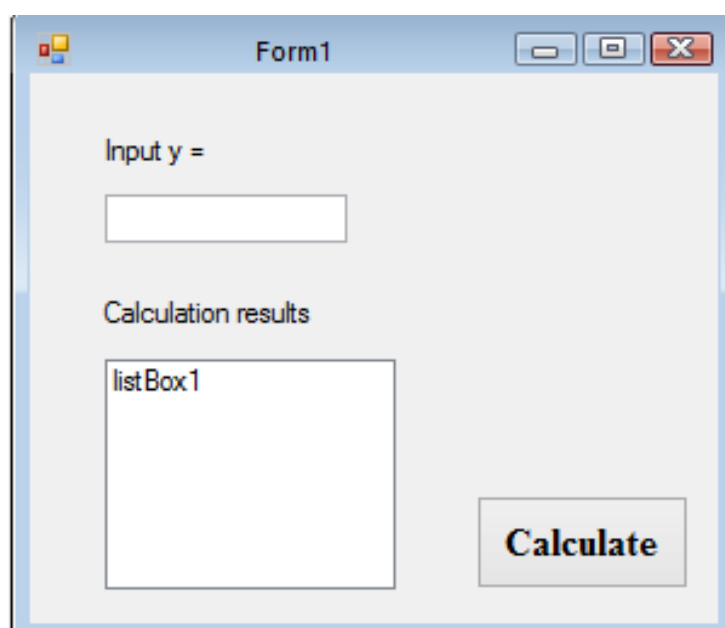 Form1
Input y =
Calculation results
listBox1
Calculate